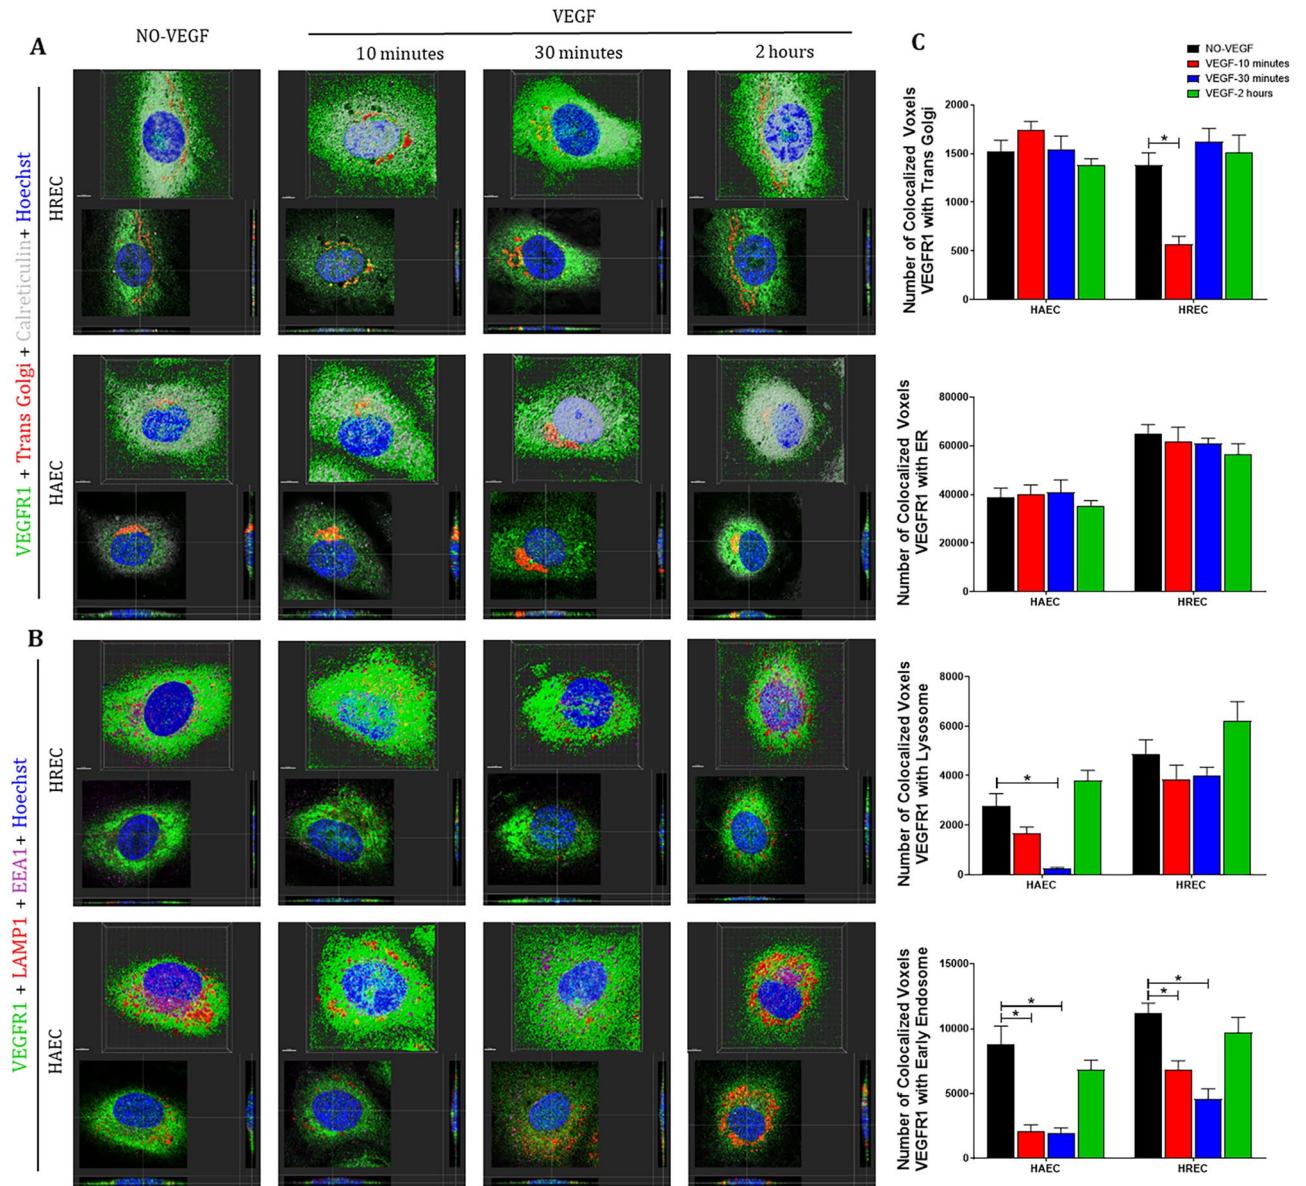 VEGF
A
NO-VEGF
10 minutes
30 minutes
2 hours
C
NO-VEGF
VEGF-10 minutes
VEGF-30 minutes
VEGF-2 hours
VEGFR1 + Trans Golgi + Calreticulin+ Hoechst
HREC
HAEC
Number of Colocalized Voxels
VEGFR1 with Trans Golgi
2000
1500
1000
500
0
*
HAEC
HREC
Number of Colocalized Voxels
VEGFR1 with ER
80000
60000
40000
20000
0
HAEC
HREC
B
VEGFR1 + LAMP1 + EEA1+ Hoechst
HREC
HAEC
Number of Colocalized Voxels
VEGFR1 with Lysosome
8000
6000
4000
2000
0
*
HAEC
HREC
Number of Colocalized Voxels
VEGFR1 with Early Endosome
15000
10000
5000
0
*
*
*
*
HAEC
HREC